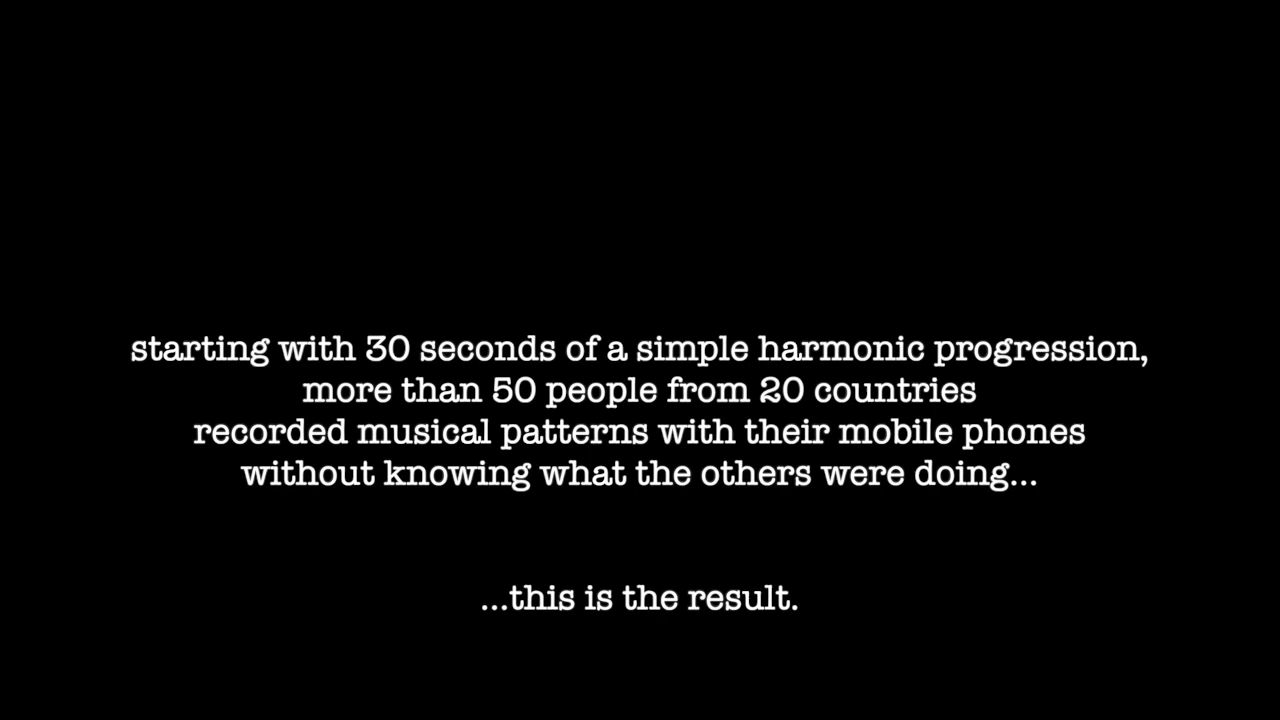 starting with 30 seconds of a simple harmonic progression,
more than 50 people from 20 countries
recorded musical patterns with their mobile phones
without knowing what the others were doing...
...this is the result.